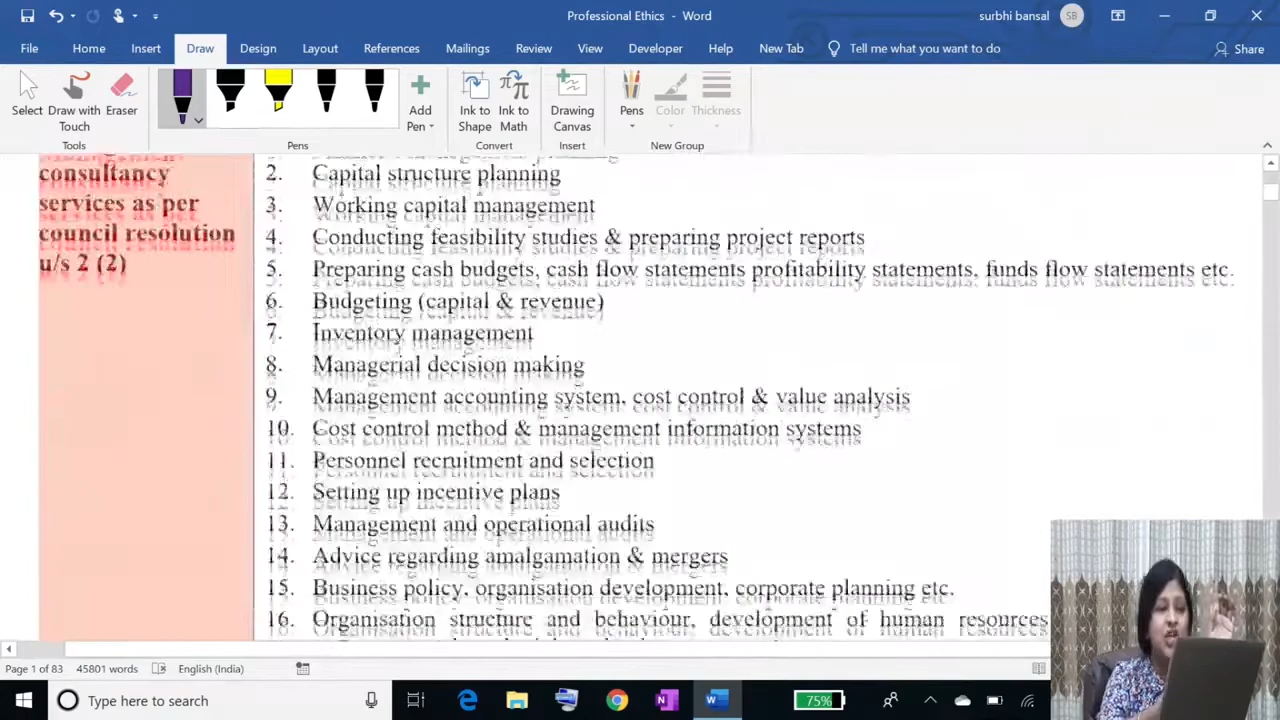 Professional Ethics - Word
surbhi bansal
SB
File Home Insert Draw Design Layout References Mailings Review View Developer Help New Tab Tell me what you want to do Share
Select
Draw with Touch
Eraser
Add Pen
Ink to Shape
Ink to Math
Drawing Canvas
Pens
Color
Thickness
Tools
Pens
Convert
Insert
New Group
consultancy
services as per
council resolution
u/s 2 (2)
2. Capital structure planning
3. Working capital management
4. Conducting feasibility studies & preparing project reports
5. Preparing cash budgets, cash flow statements profitability statements, funds flow statements etc.
6. Budgeting (capital & revenue)
7. Inventory management
8. Managerial decision making
9. Management accounting system, cost control & value analysis
10. Cost control method & management information systems
11. Personnel recruitment and selection
12. Setting up incentive plans
13. Management and operational audits
14. Advice regarding amalgamation & mergers
15. Business policy, organisation development, corporate planning etc.
16. Organisation structure and behaviour, development of human resources
Page 1 of 83 45801 words English (India)
Type here to search
75%